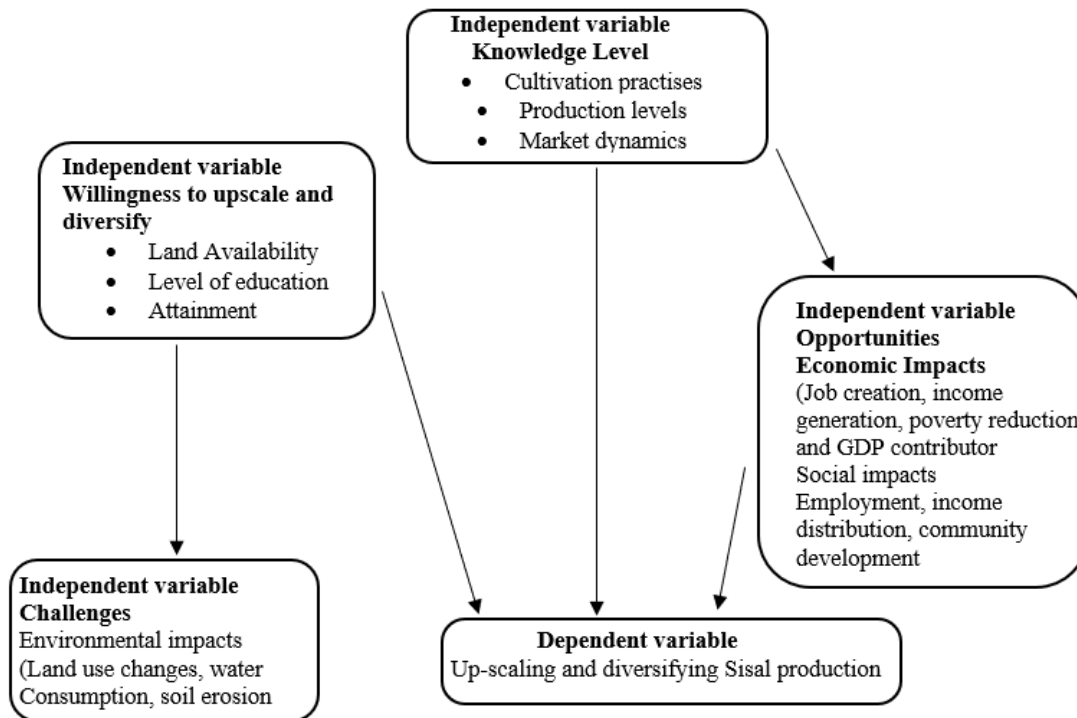 Independent variable
Knowledge Level
• Cultivation practises
• Production levels
• Market dynamics
Independent variable
Willingness to upscale and
diversify
• Land Availability
• Level of education
• Attainment
Independent variable
Opportunities
Economic Impacts
(Job creation, income
generation, poverty reduction
and GDP contributor
Social impacts
Employment, income
distribution, community
development
Independent variable
Challenges
Environmental impacts
(Land use changes, water
Consumption, soil erosion
Dependent variable
Up-scaling and diversifying Sisal production